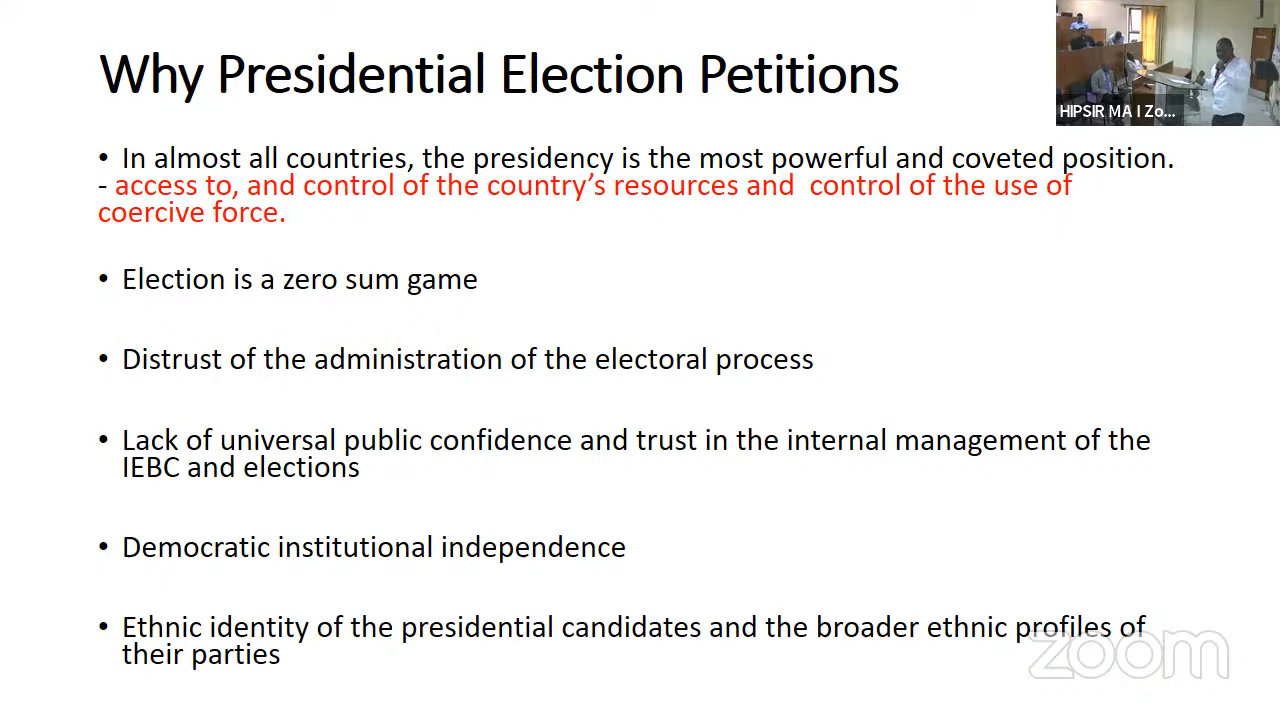 Why Presidential Election Petitions
HIPSIR MA I Zo...
• In almost all countries, the presidency is the most powerful and coveted position.
- access to, and control of the country’s resources and  control of the use of
coercive force.
• Election is a zero sum game
• Distrust of the administration of the electoral process
• Lack of universal public confidence and trust in the internal management of the
IEBC and elections
• Democratic institutional independence
• Ethnic identity of the presidential candidates and the broader ethnic profiles of
their parties
zoom